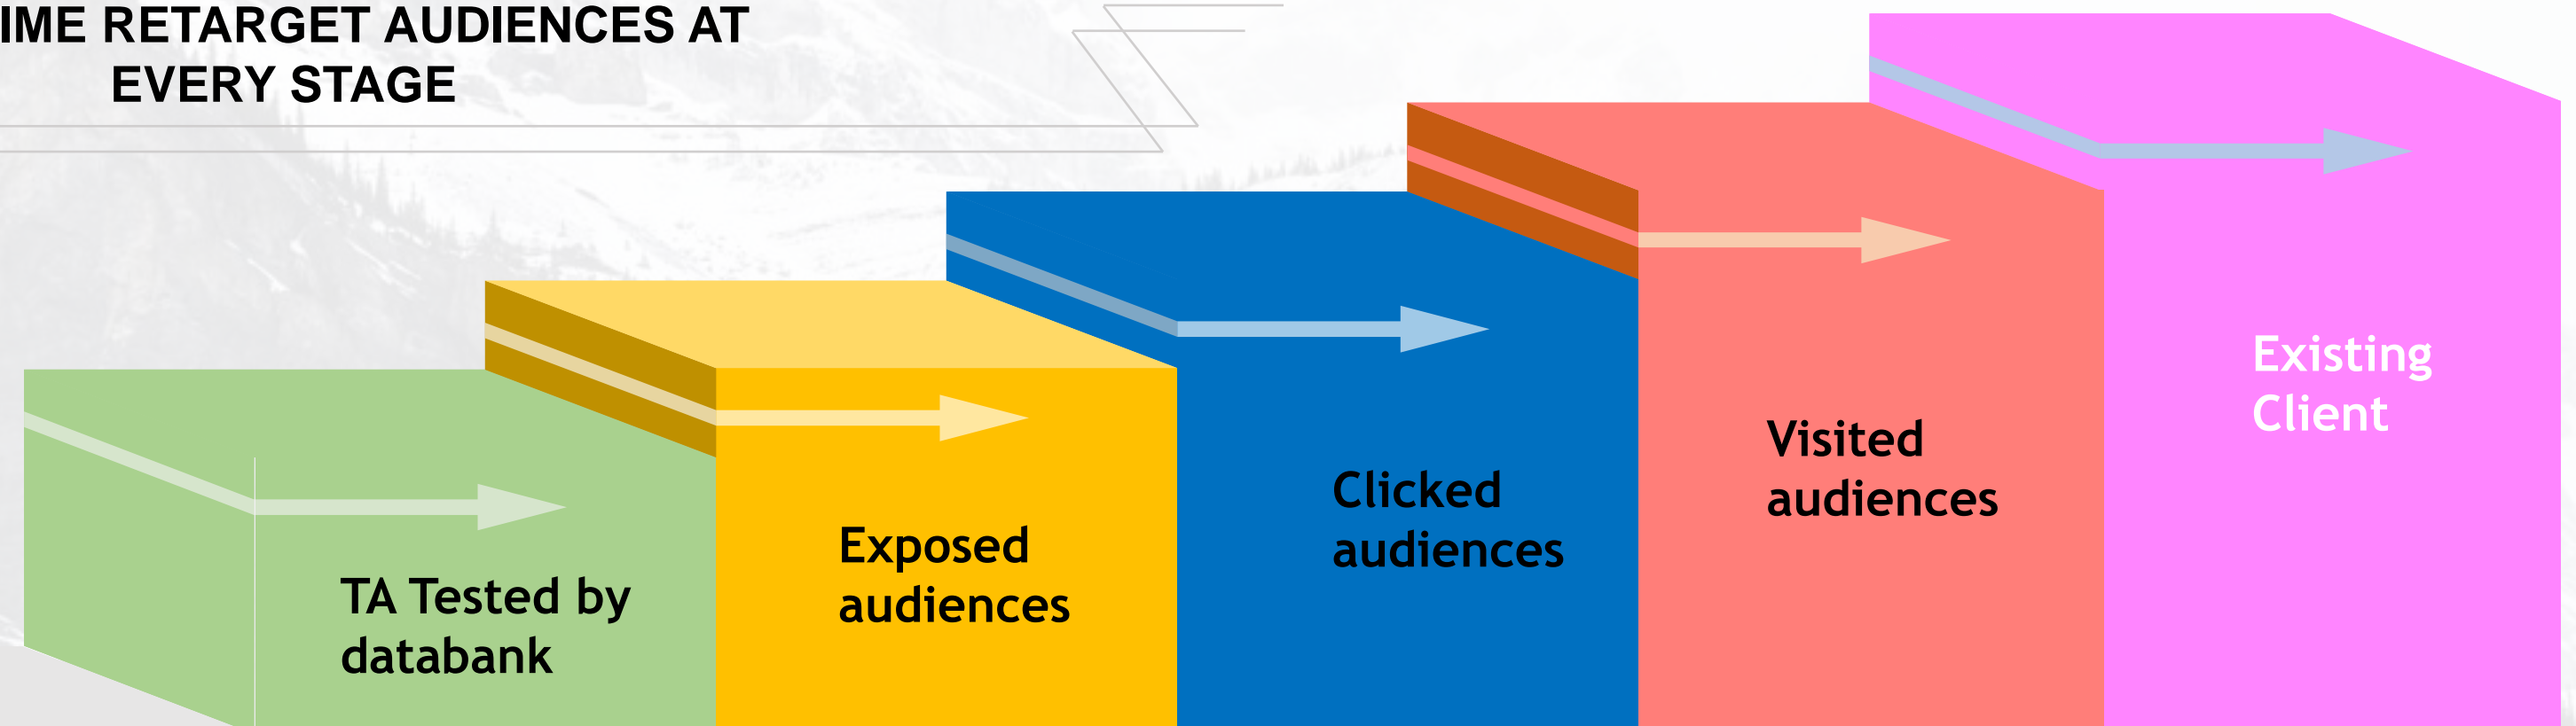 IME RETARGET AUDIENCES AT
EVERY STAGE
TA Tested by
databank
Exposed
audiences
Clicked
audiences
Visited
audiences
Existing
Client